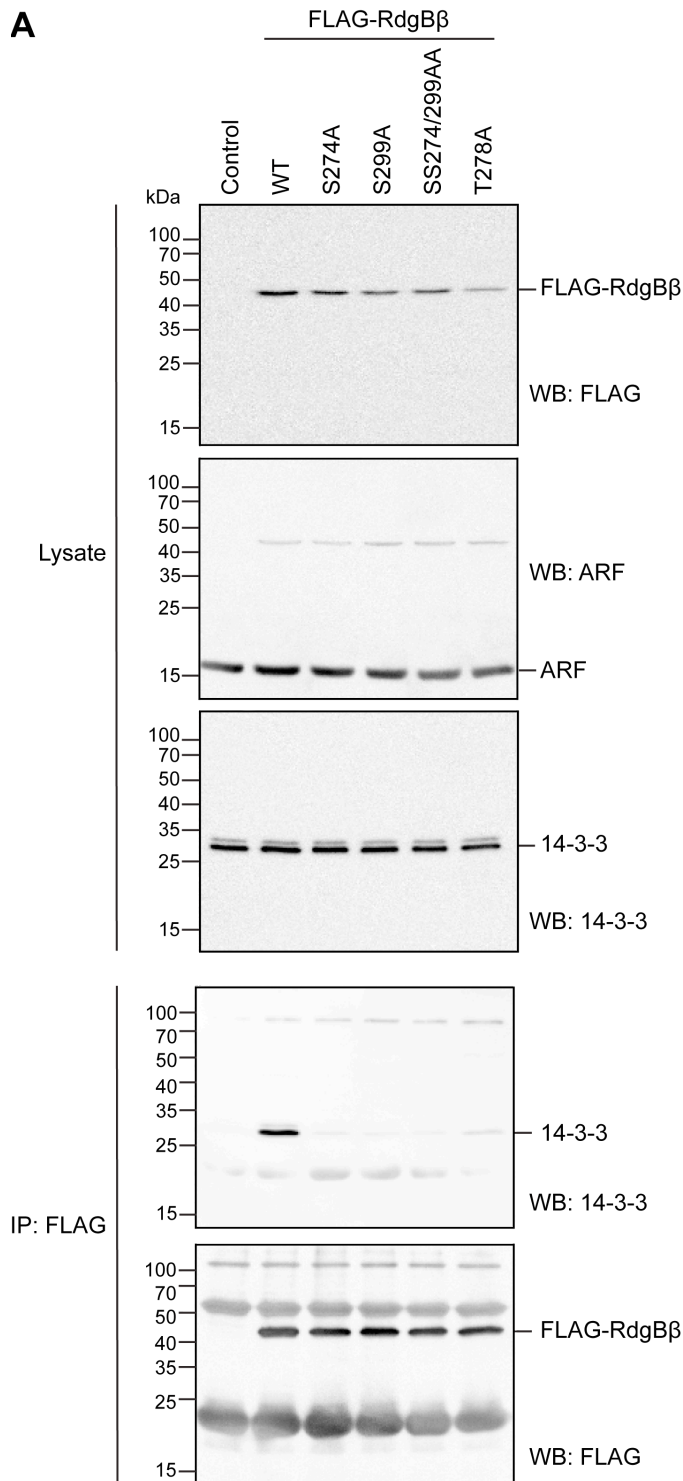 A
FLAG-RdgBβ
Control
WT
S274A
S299A
SS274/299AA
T278A
kDa
Lysate
100
70
50
40
35
25
15
FLAG-RdgBβ
WB: FLAG
100
70
50
40
35
25
15
WB: ARF
ARF
100
70
50
40
35
25
15
14-3-3
WB: 14-3-3
IP: FLAG
100
70
50
40
35
25
15
14-3-3
WB: 14-3-3
100
70
50
40
35
25
15
FLAG-RdgBβ
WB: FLAG